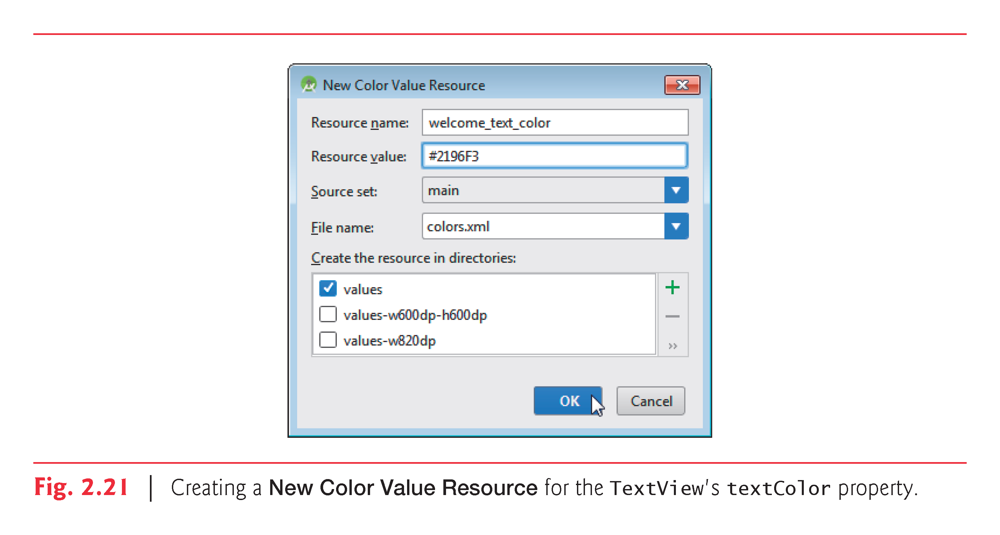 New Color Value Resource
Resource name: welcome_text_color
Resource value: #2196F3
Source set: main
File name: colors.xml
Create the resource in directories:
values
values-w600dp-h600dp
values-w820dp
OK Cancel
Fig. 2.21 | Creating a New Color Value Resource for the TextView's textColor property.